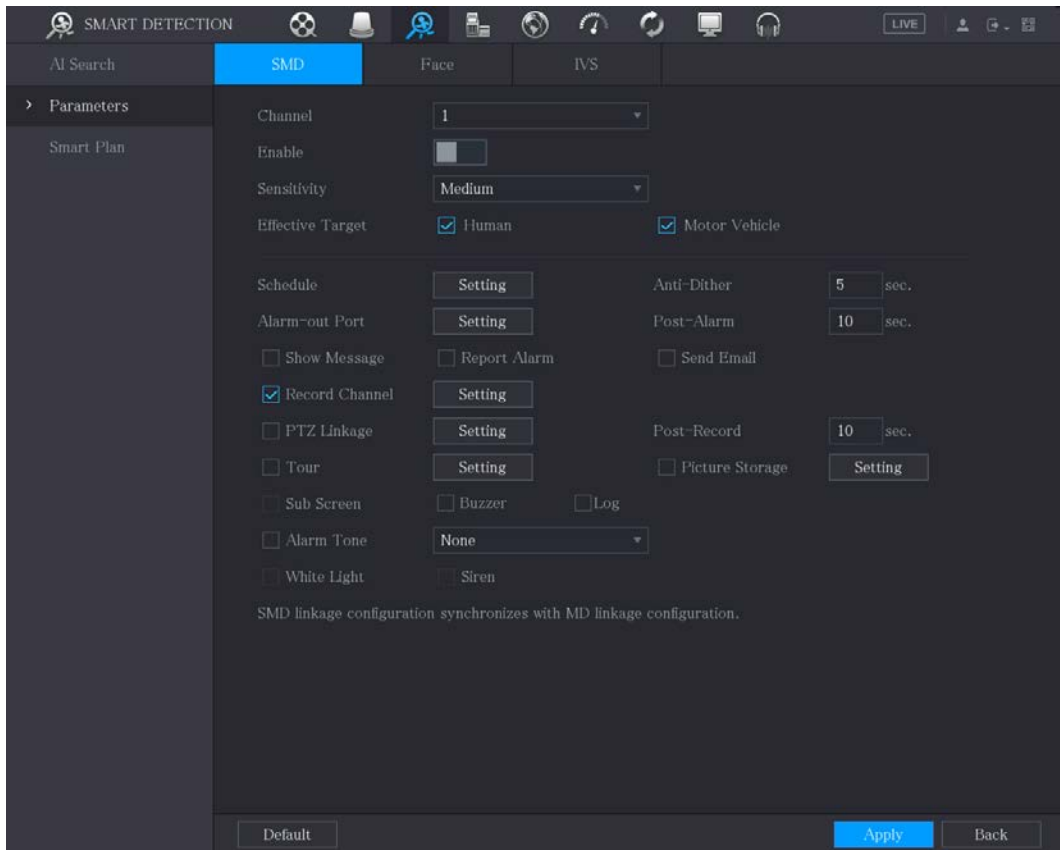 SMART DETECTION LIVE
AI Search SMD Face IVS
Parameters
Smart Plan
Channel 1
Enable
Sensitivity Medium
Effective Target Human Motor Vehicle
Schedule Setting Anti-Dither 5 sec.
Alarm-out Port Setting Post-Alarm 10 sec.
Show Message Report Alarm Send Email
Record Channel Setting
PTZ Linkage Setting Post-Record 10 sec.
Tour Setting Picture Storage Setting
Sub Screen Buzzer Log
Alarm Tone None
White Light Siren
SMD linkage configuration synchronizes with MD linkage configuration.
Default Apply Back